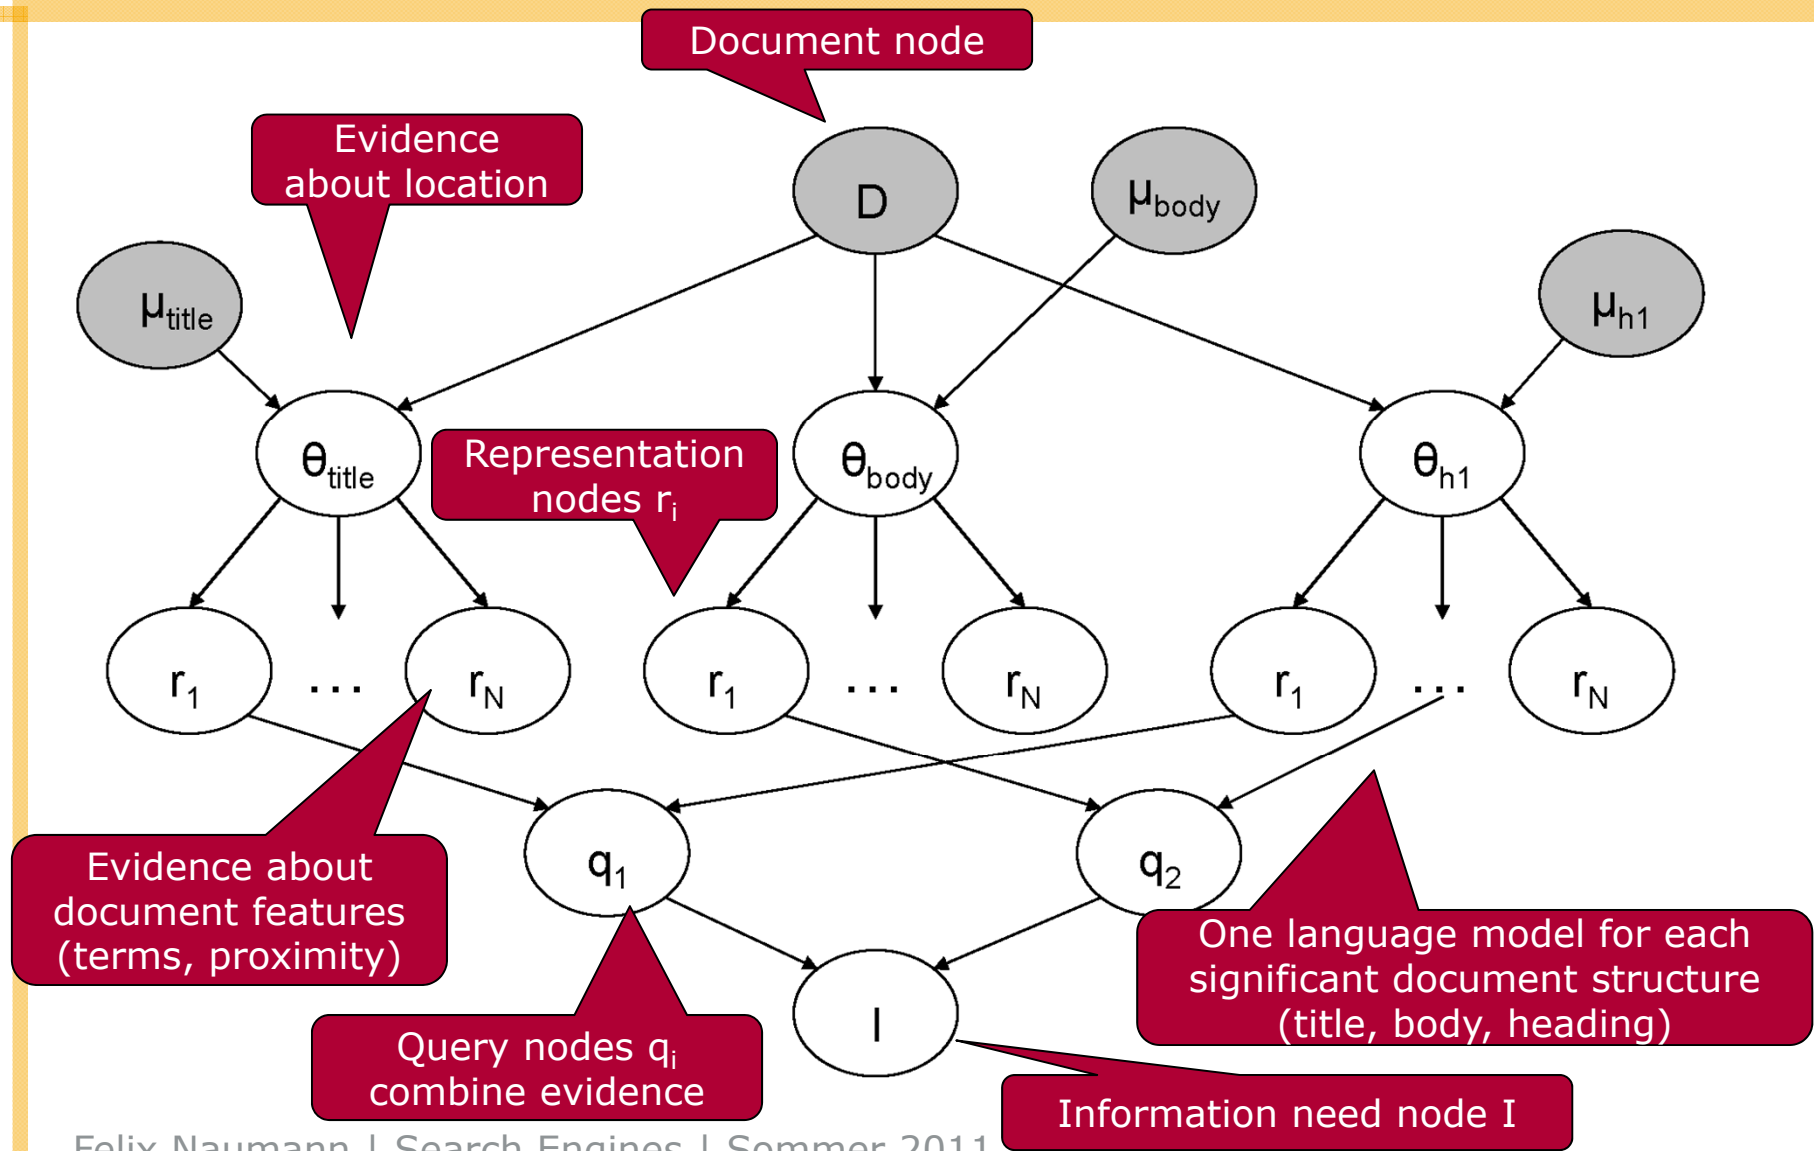 Document node
Evidence
about location
D
μbody
μtitle
μh1
θtitle
Representation
nodes ri
θbody
θh1
r1 ... rN
r1 ... rN
r1 ... rN
q1
q2
Evidence about
document features
(terms, proximity)
One language model for each
significant document structure
(title, body, heading)
I
Query nodes qi
combine evidence
Information need node I
Felix Naumann | Search Engines | Sommer 2011